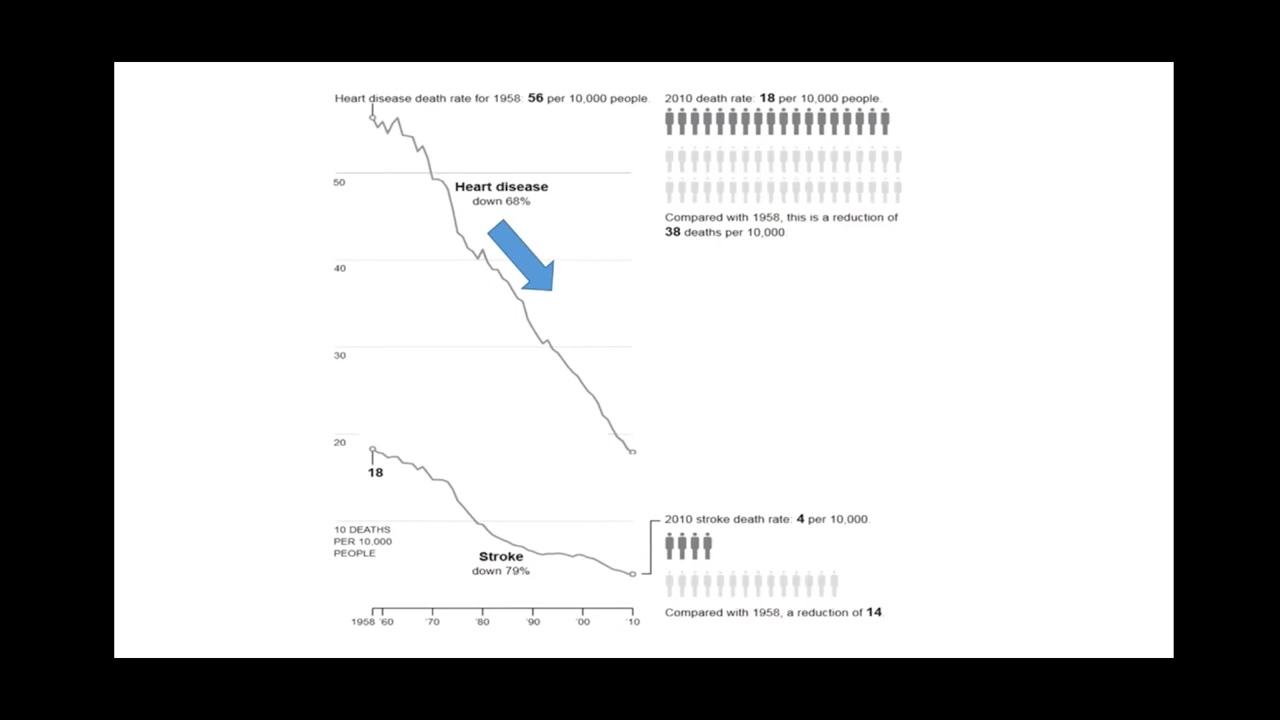 Heart disease death rate for 1958: 56 per 10,000 people.
2010 death rate: 18 per 10,000 people.
50
Heart disease
down 68%
Compared with 1958, this is a reduction of
38 deaths per 10,000.
40
30
20
18
10 DEATHS
PER 10,000
PEOPLE
Stroke
down 79%
2010 stroke death rate: 4 per 10,000.
Compared with 1958, a reduction of 14.
1958 '60 '70 '80 '90 '00 '10